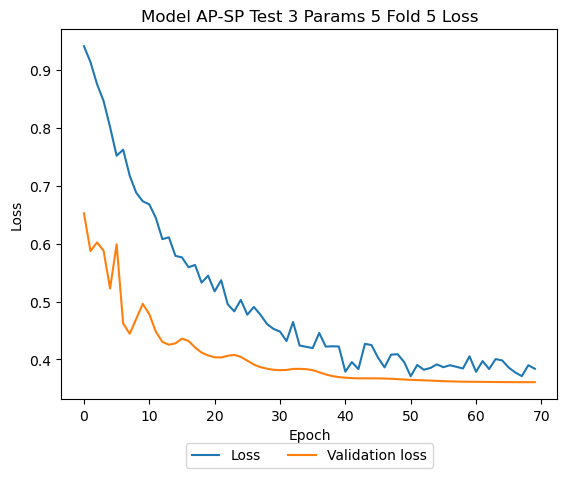 Model AP-SP Test 3 Params 5 Fold 5 Loss
0.9
0.8
0.7
0.6
0.5
0.4
Loss
0 10 20 30 40 50 60 70
Epoch
Loss Validation loss